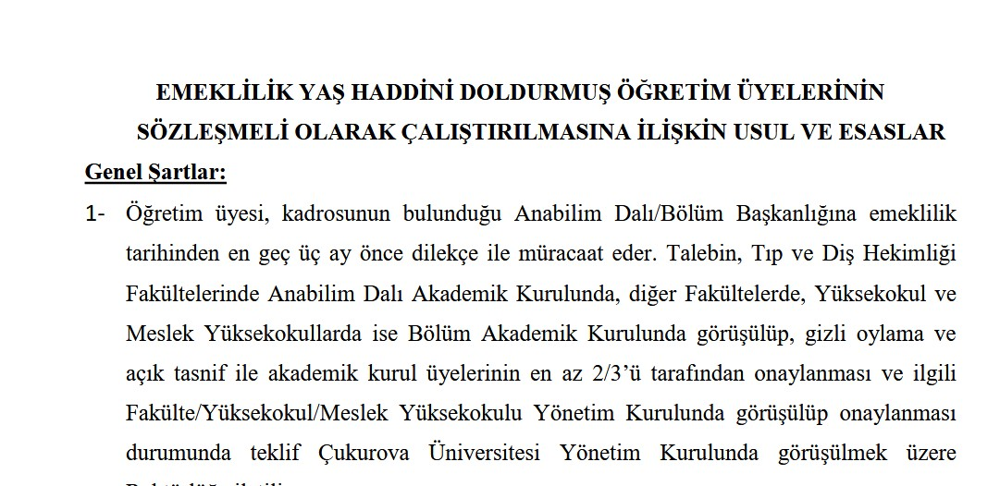 EMEKLİLİK YAŞ HADDİNİ DOLDURMUŞ ÖĞRETİM ÜYELERİNİN
SÖZLEŞMELİ OLARAK ÇALIŞTIRILMASINA İLİŞKİN USUL VE ESASLAR
Genel Şartlar:
1- Öğretim üyesi, kadrosunun bulunduğu Anabilim Dalı/Bölüm Başkanlığına emeklilik
tarihinden en geç üç ay önce dilekçe ile müracaat eder. Talebin, Tıp ve Diş Hekimliği
Fakültelerinde Anabilim Dalı Akademik Kurulunda, diğer Fakültelerde, Yüksekokul ve
Meslek Yüksekokullarda ise Bölüm Akademik Kurulunda görüşülüp, gizli oylama ve
açık tasnif ile akademik kurul üyelerinin en az 2/3’ü tarafından onaylanması ve ilgili
Fakülte/Yüksekokul/Meslek Yüksekokulu Yönetim Kurulunda görüşülüp onaylanması
durumunda teklif Çukurova Üniversitesi Yönetim Kurulunda görüşülmek üzere